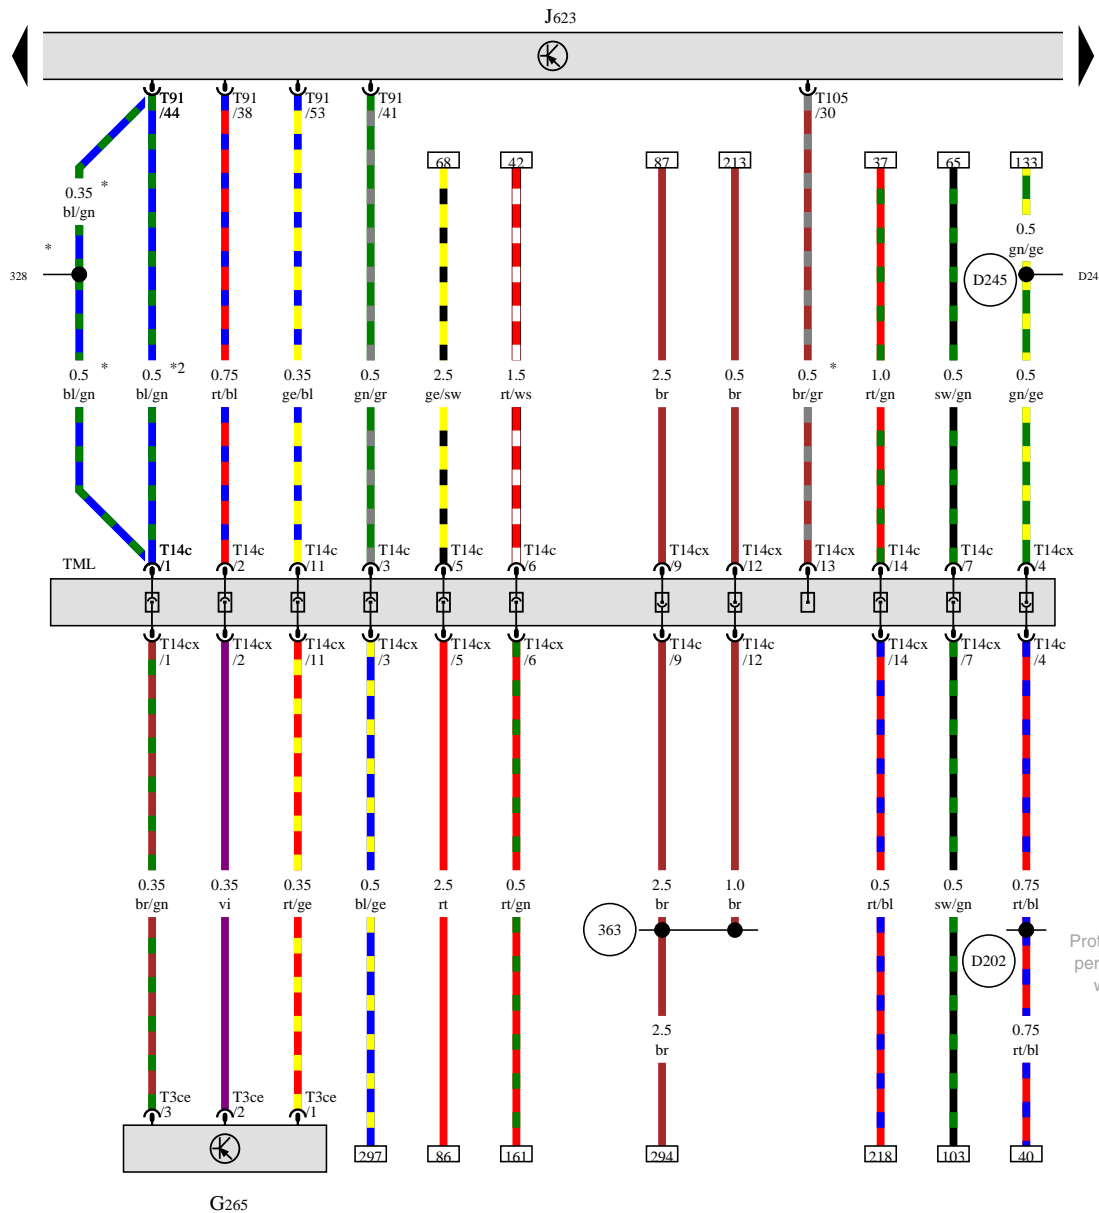 J623
T91
/44
T91
/38
T91
/53
T91
/41
T105
/30
68
42
87
213
37
65
133
0.35
bl/gn
*
*
328
0.5
gn/ge
D245
D24
0.5
bl/gn
*
0.5
bl/gn
*2
0.75
rt/bl
0.35
ge/bl
0.5
gn/gr
2.5
ge/sw
1.5
rt/ws
2.5
br
0.5
br
0.5
br/gr
*
1.0
rt/gn
0.5
sw/gn
0.5
gn/ge
TML
T14c
/1
T14c
/2
T14c
/11
T14c
/3
T14c
/5
T14c
/6
T14cx
/9
T14cx
/12
T14cx
/13
T14c
/14
T14c
/7
T14cx
/4
T14cx
/1
T14cx
/2
T14cx
/11
T14cx
/3
T14cx
/5
T14cx
/6
T14c
/9
T14c
/12
T14cx
/14
T14cx
/7
T14c
/4
0.35
br/gn
0.35
vi
0.35
rt/ge
0.5
bl/ge
2.5
rt
0.5
rt/gn
2.5
br
1.0
br
0.5
rt/bl
0.5
sw/gn
0.75
rt/bl
363
D202
2.5
br
0.75
rt/bl
T3ce
/3
T3ce
/2
T3ce
/1
297
86
161
294
218
103
40
G265